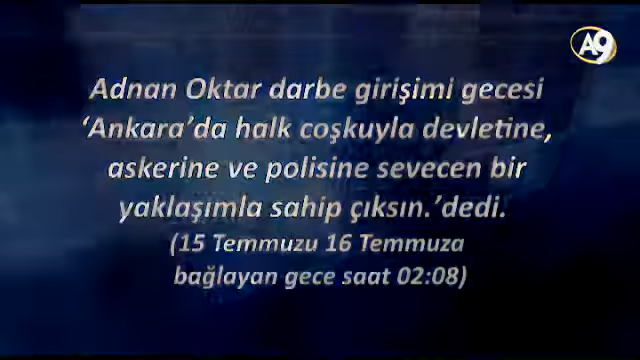 A9
Adnan Oktar darbe girişimi gecesi
‘Ankara’da halk coşkuyla devletine,
askerine ve polisine sevecen bir
yaklaşımla sahip çıksın.’dedi.
(15 Temmuzu 16 Temmuza
bağlayan gece saat 02:08)